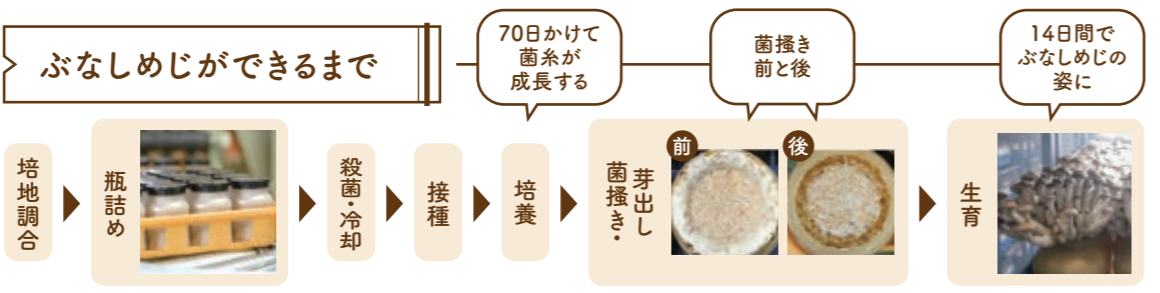 ぶなしめじができるまで
70日かけて
菌糸が
成長する
菌掻き
前と後
14日間で
ぶなしめじの
姿に
培地調合
瓶詰め
殺菌・冷却
接種
培養
芽出し
菌掻き・
前
後
生育